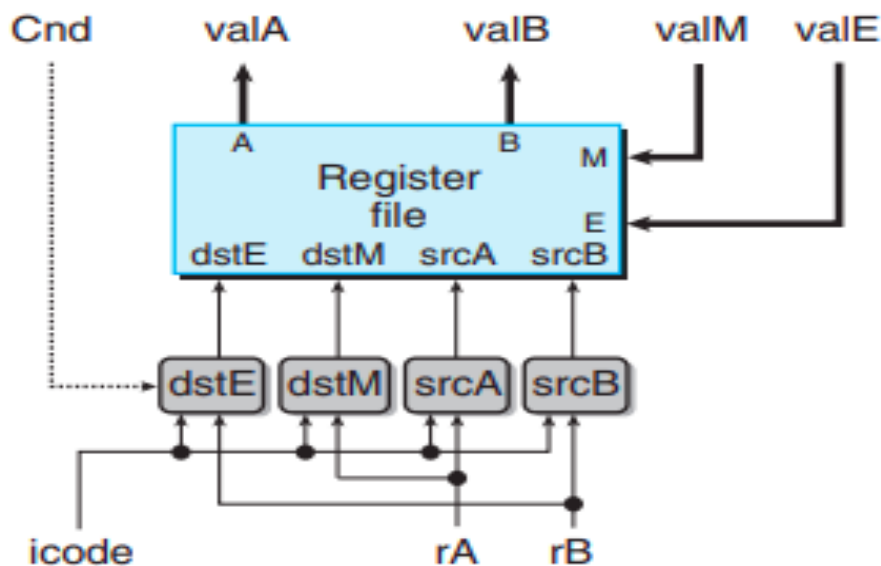 Cnd valA valB valM valE
A B
M
Register
file
E
dstE dstM srcA srcB
dstE dstM srcA srcB
icode rA rB